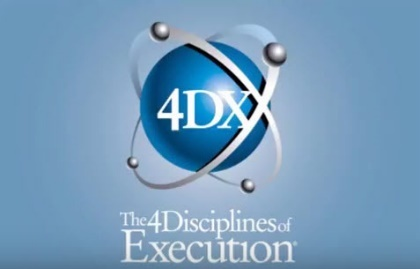 4DX
The 4 Disciplines of
Execution®